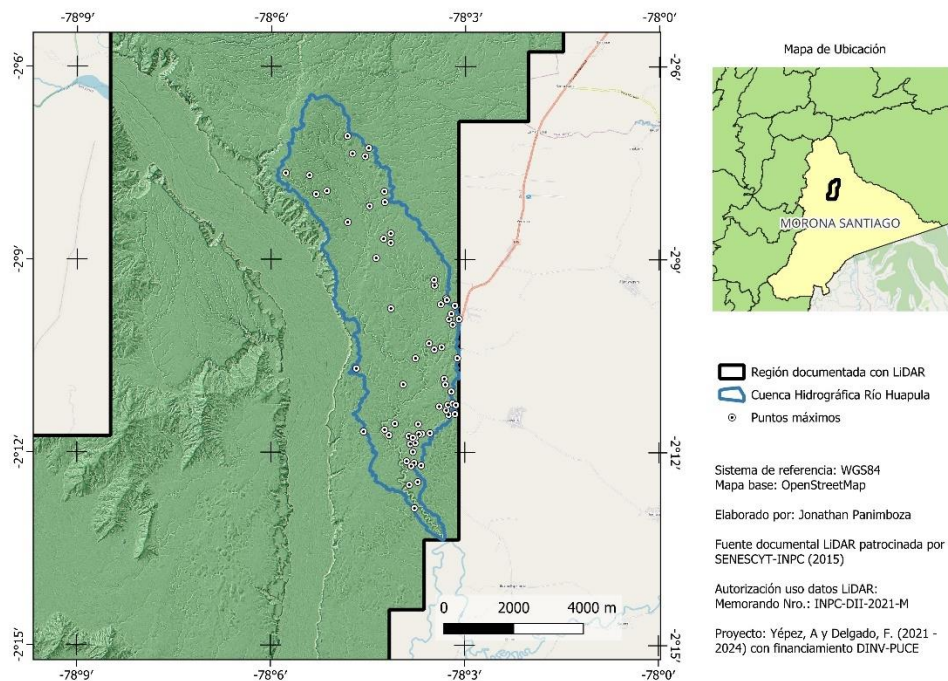 -78°9′ -78°6′ -78°3′ -78°0′
-2°6′ -2°6′
-2°9′ -2°9′
-2°12′ -2°12′
-2°15′ -2°15′
0 2000 4000 m
-78°9′ -78°6′ -78°3′ -78°0′
Mapa de Ubicación
MORONA SANTIAGO
Región documentada con LiDAR
Cuenca Hidrográfica Río Huapula
Puntos máximos
Sistema de referencia: WGS84
Mapa base: OpenStreetMap
Elaborado por: Jonathan Panimboza
Fuente documental LiDAR patrocinada por
SENESCYT-INPC (2015)
Autorización uso datos LiDAR:
Memorando Nro.: INPC-DII-2021-M
Proyecto: Yépez, A y Delgado, F. (2021 -
2024) con financiamiento DINV-PUCE